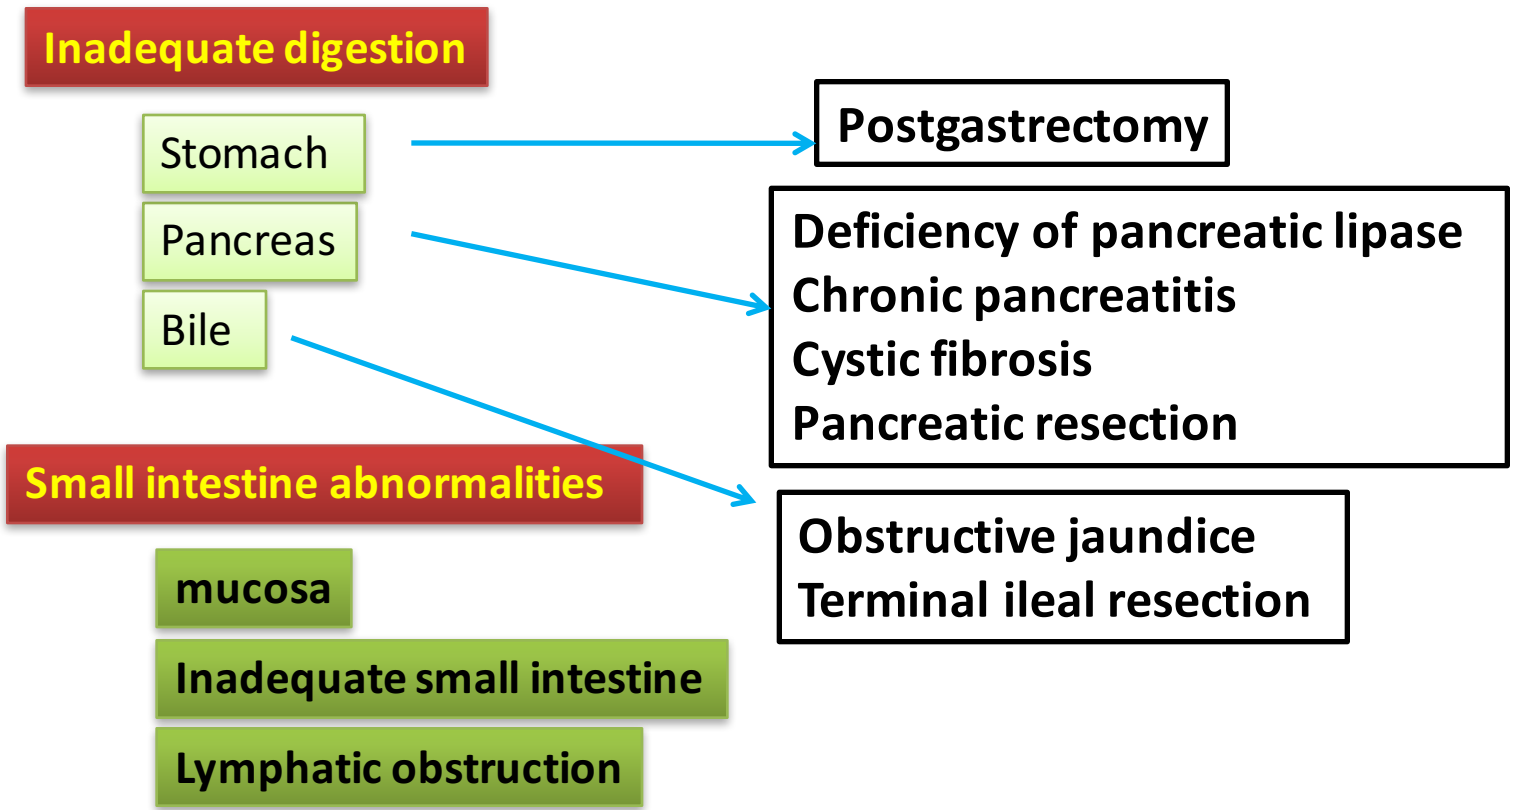 Inadequate digestion
Stomach
Pancreas
Bile
Postgastrectomy
Deficiency of pancreatic lipase
Chronic pancreatitis
Cystic fibrosis
Pancreatic resection
Obstructive jaundice
Terminal ileal resection
Small intestine abnormalities
mucosa
Inadequate small intestine
Lymphatic obstruction